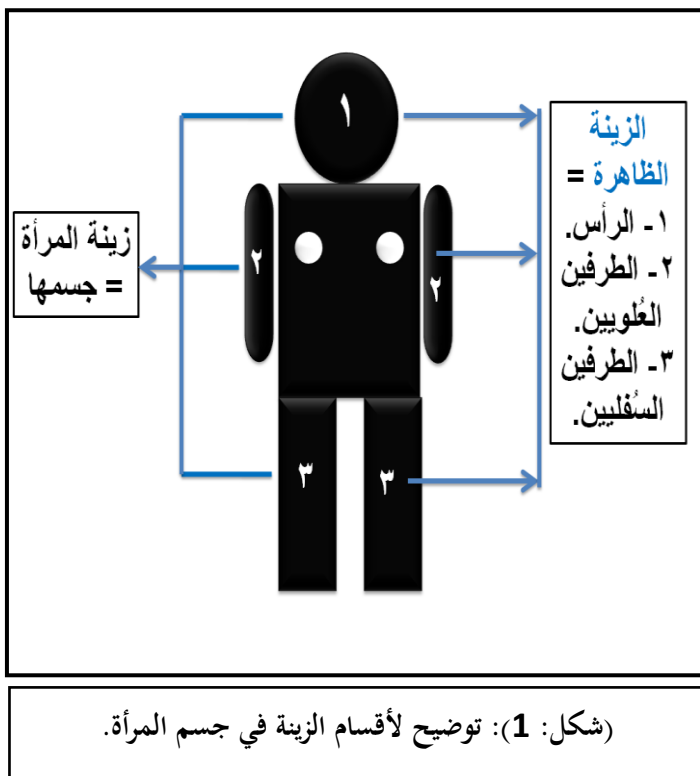 ١
٢
٢
٣
٣
الزينة
الظاهرة =
١- الرأس.
٢- الطرفين
العُلويين.
٣- الطرفين
السُفليين.
زينة المرأة
= جسمها
(شكل: 1): توضيح لأقسام الزينة في جسم المرأة.